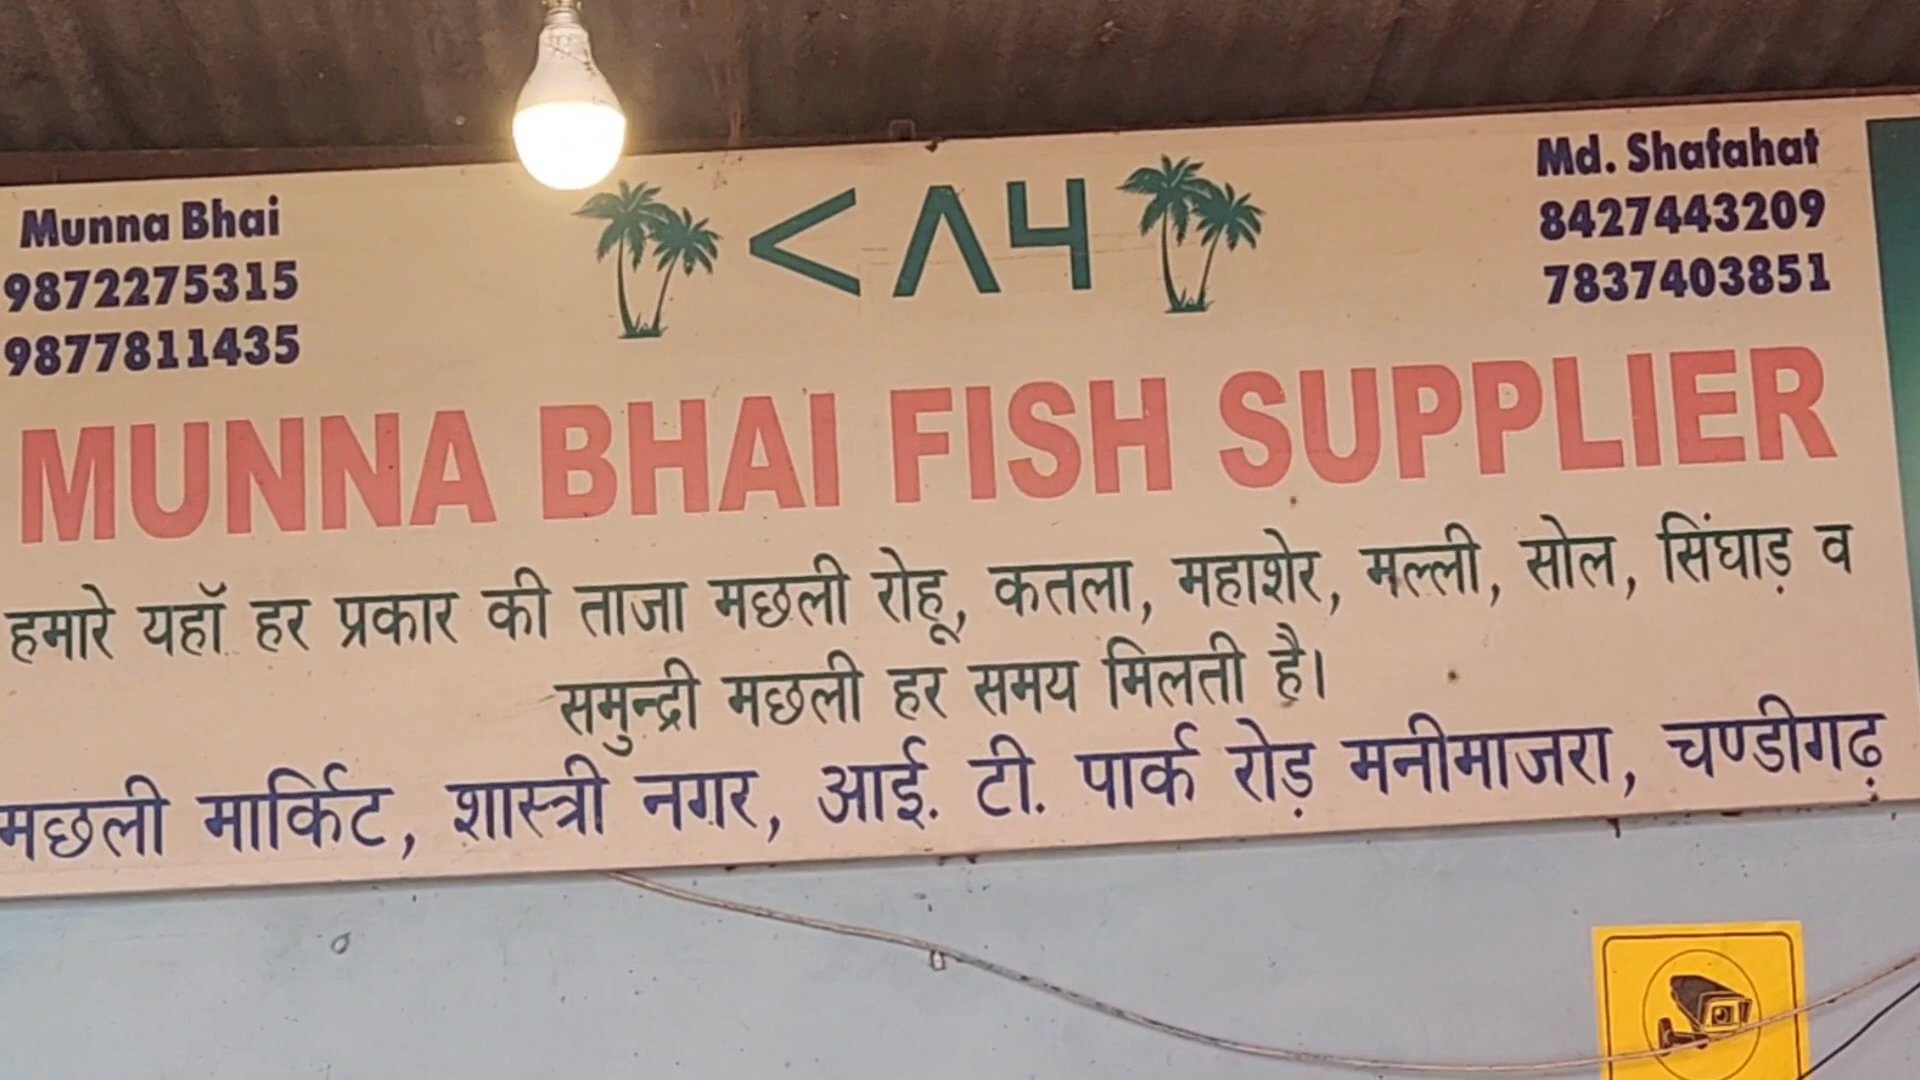 Munna Bhai
9872275315
9877811435
<ΛЧ
Md. Shafahat
8427443209
7837403851
MUNNA BHAI FISH SUPPLIER
हमारे यहॉ हर प्रकार की ताजा मछली रोहू, कतला, महाशेर, मल्ली, सोल, सिंघाड़ व
समुन्द्री मछली हर समय मिलती है।
मछली मार्किट, शास्त्री नगर, आई. टी. पार्क रोड़ मनीमाजरा, चण्डीगढ़